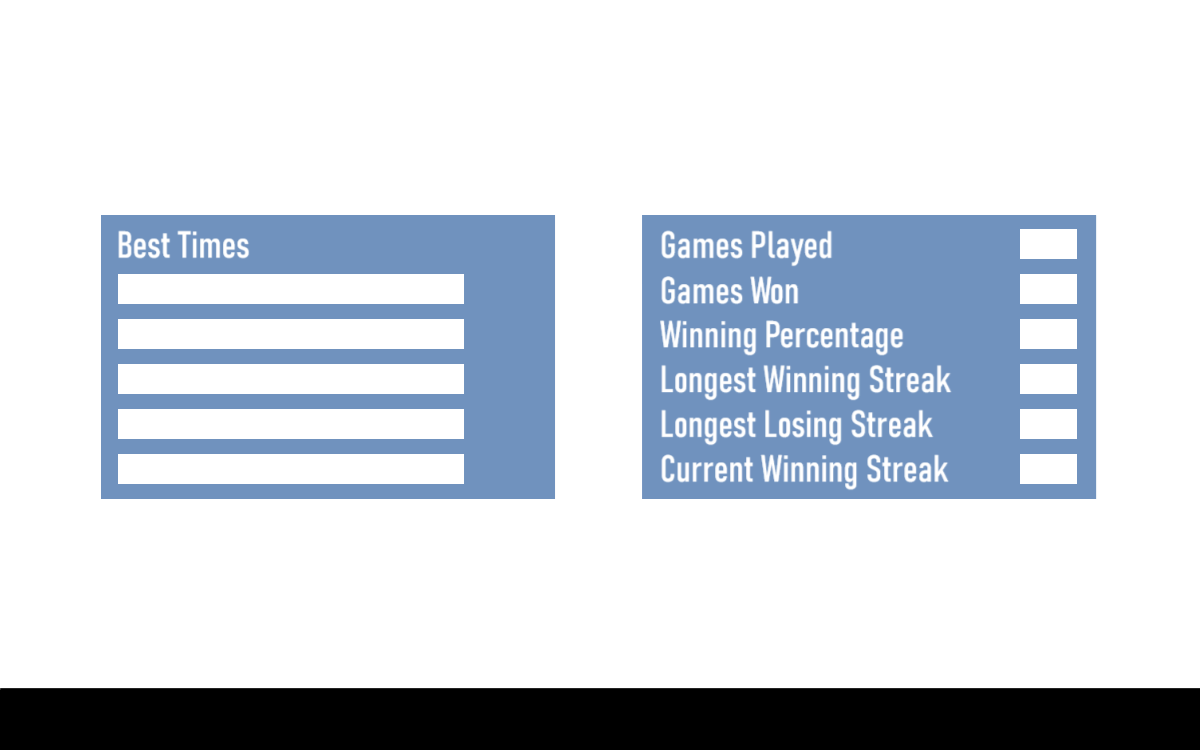 Best Times
Games Played
Games Won
Winning Percentage
Longest Winning Streak
Longest Losing Streak
Current Winning Streak